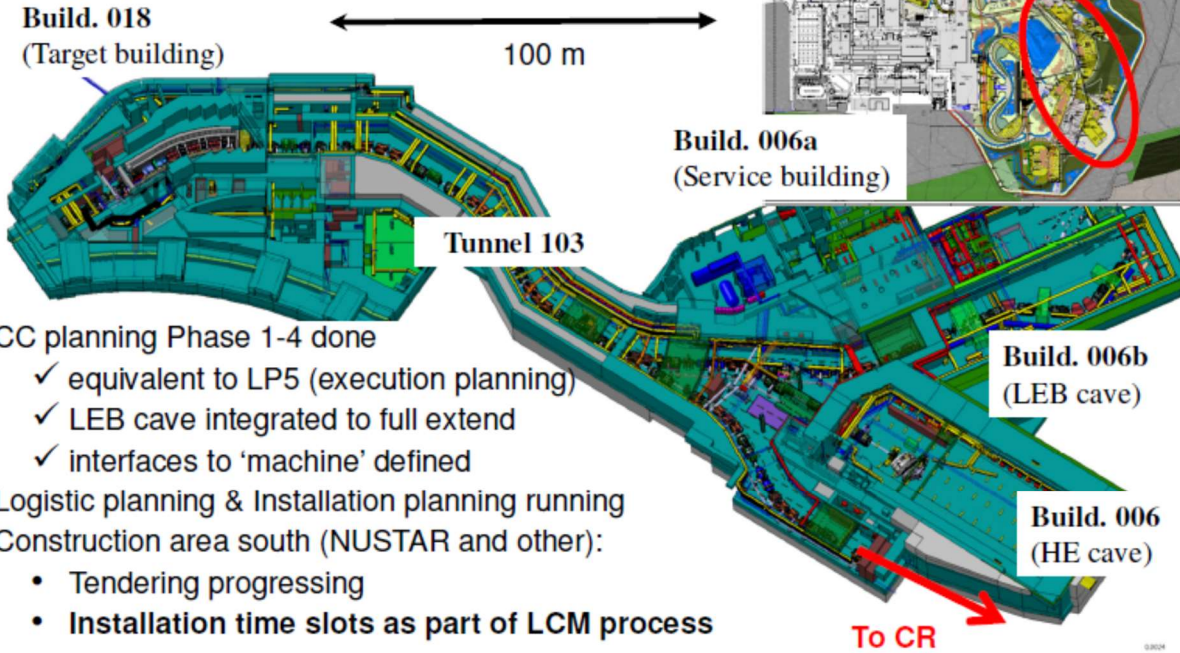 Build. 018
(Target building)
100 m
Build. 006a
(Service building)
Tunnel 103
CC planning Phase 1-4 done
✓ equivalent to LP5 (execution planning)
✓ LEB cave integrated to full extend
✓ interfaces to ‘machine’ defined
Logistic planning & Installation planning running
Construction area south (NUSTAR and other):
• Tendering progressing
• Installation time slots as part of LCM process
Build. 006b
(LEB cave)
Build. 006
(HE cave)
To CR